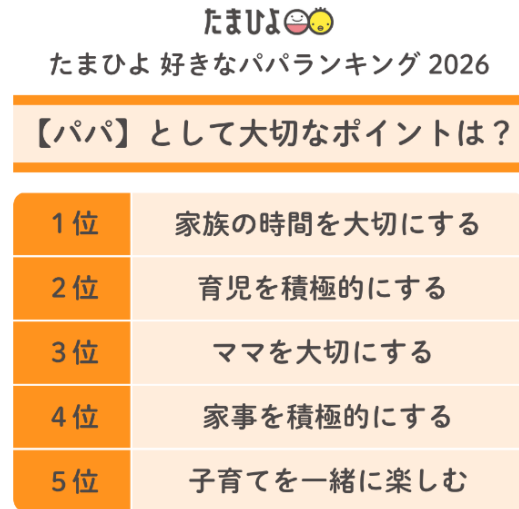 たまひよ
たまひよ 好きなパパランキング 2026
【パパ】として大切なポイントは？
1位 家族の時間を大切にする
2位 育児を積極的にする
3位 ママを大切にする
4位 家事を積極的にする
5位 子育てを一緒に楽しむ